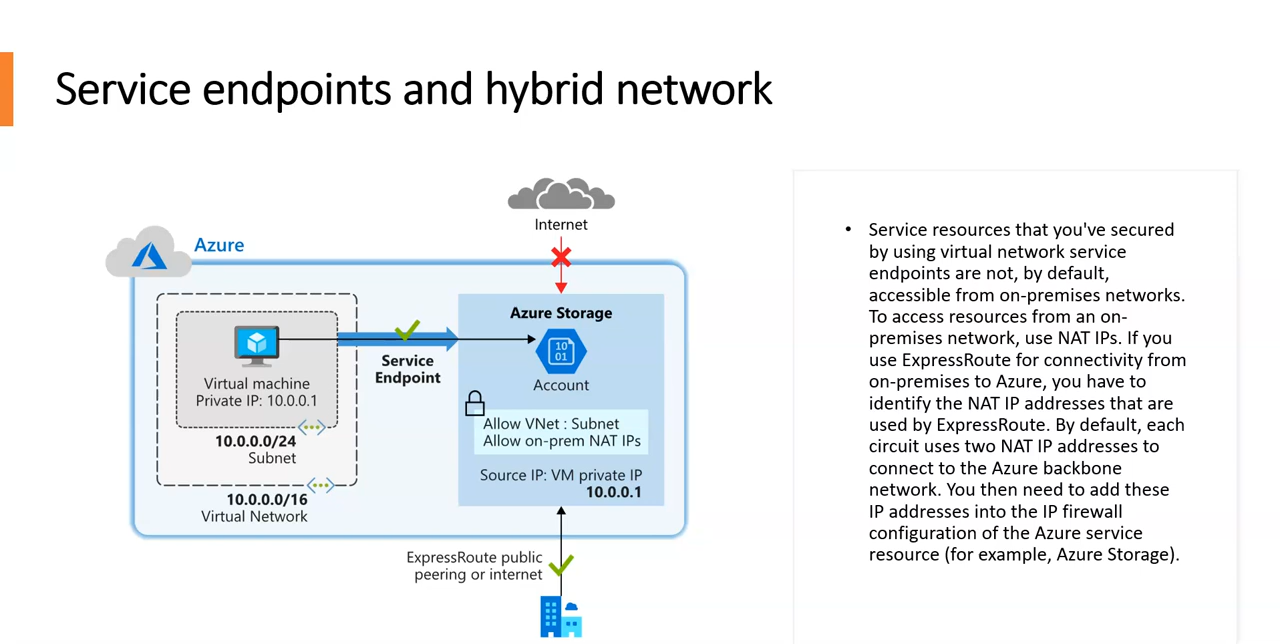 Service endpoints and hybrid network
Internet
Azure
Azure Storage
10
01
Account
Service
Endpoint
Virtual machine
Private IP: 10.0.0.1
10.0.0.0/24
Subnet
10.0.0.0/16
Virtual Network
Allow VNet : Subnet
Allow on-prem NAT IPs
Source IP: VM private IP
10.0.0.1
ExpressRoute public
peering or internet
• Service resources that you've secured
by using virtual network service
endpoints are not, by default,
accessible from on-premises networks.
To access resources from an on-
premises network, use NAT IPs. If you
use ExpressRoute for connectivity from
on-premises to Azure, you have to
identify the NAT IP addresses that are
used by ExpressRoute. By default, each
circuit uses two NAT IP addresses to
connect to the Azure backbone
network. You then need to add these
IP addresses into the IP firewall
configuration of the Azure service
resource (for example, Azure Storage).